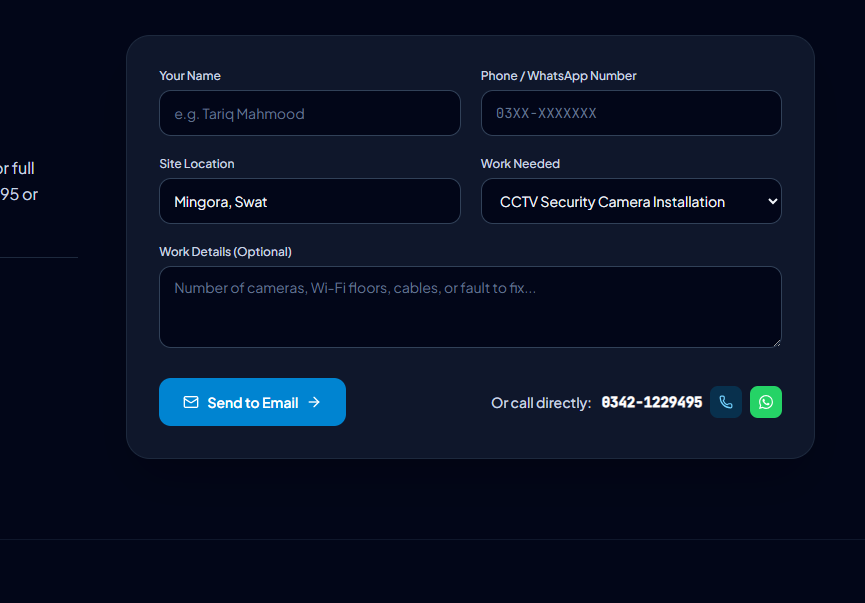 or full
95 or
Your Name
Phone / WhatsApp Number
e.g. Tariq Mahmood
03XX-XXXXXXX
Site Location
Work Needed
Mingora, Swat
CCTV Security Camera Installation
Work Details (Optional)
Number of cameras, Wi-Fi floors, cables, or fault to fix...
Send to Email →
Or call directly: 0342-1229495